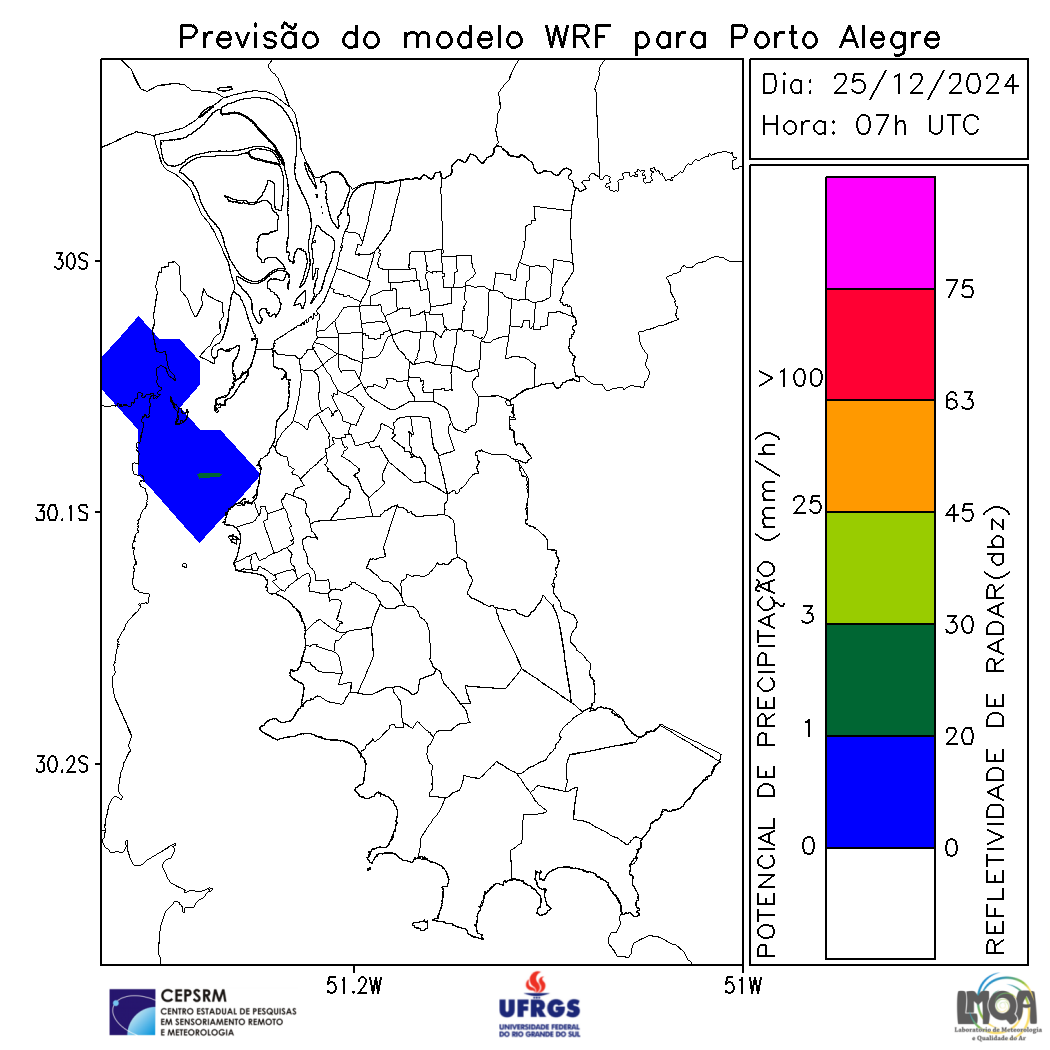 Previsão do modelo WRF para Porto Alegre
Dia: 25/12/2024
Hora: 07h UTC
30S
30.1S
30.2S
51.2W
51W
POTENCIAL DE PRECIPITAÇÃO (mm/h)
>100
25
3
1
0
75
63
45
30
20
0
REFLETIVIDADE DE RADAR(dbz)
CEPSRM
CENTRO ESTADUAL DE PESQUISAS
EM SENSORIAMENTO REMOTO
E METEOROLOGIA
UFRGS
UNIVERSIDADE FEDERAL
DO RIO GRANDE DO SUL
LMQA
Laboratório de Meteorologia
e Qualidade do Ar